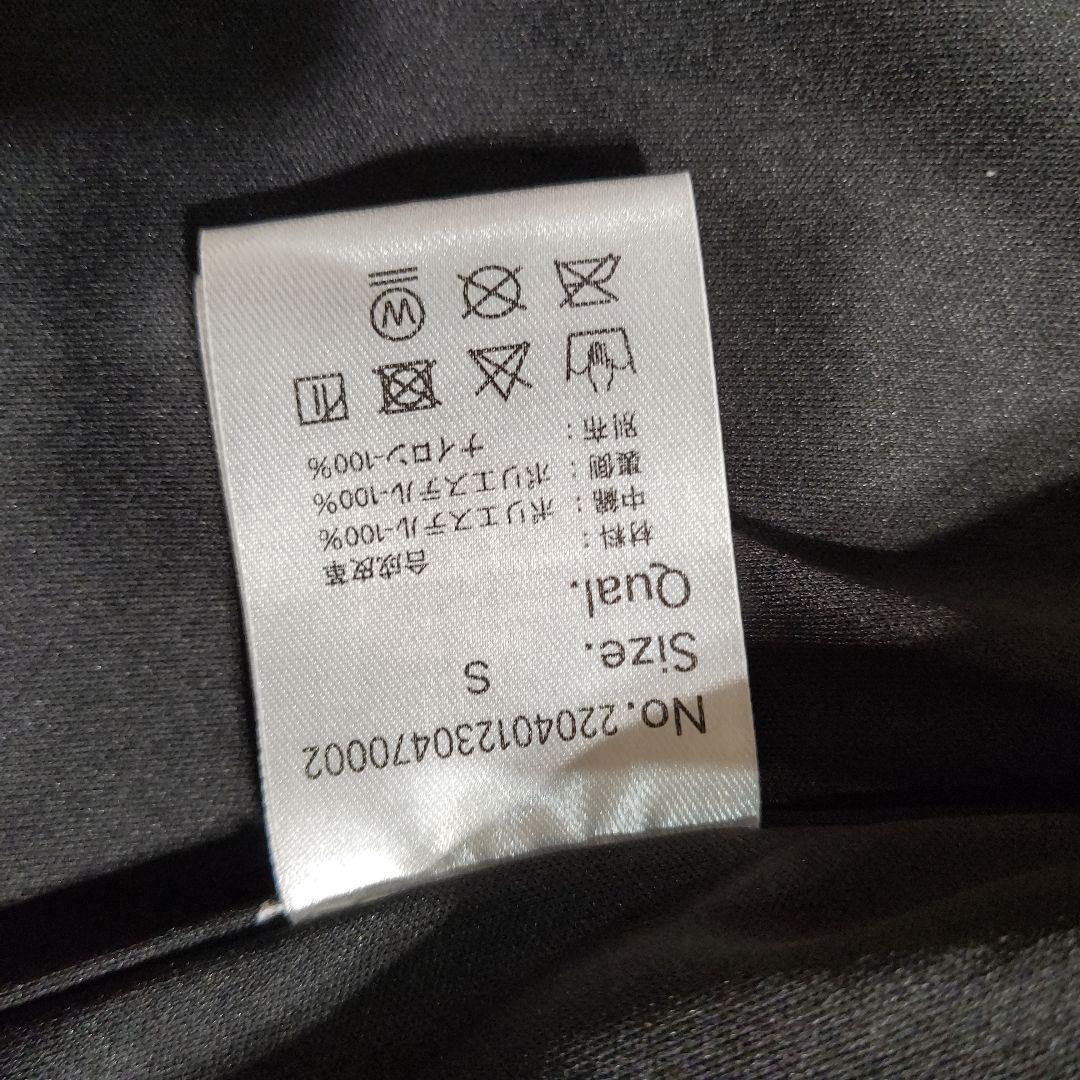 No.220401230470002
Size. S
Qual.
材料： 合成皮革
中綿：ポリエステル-100%
裏側：ポリエステル-100%
別布： ナイロン-100%
W